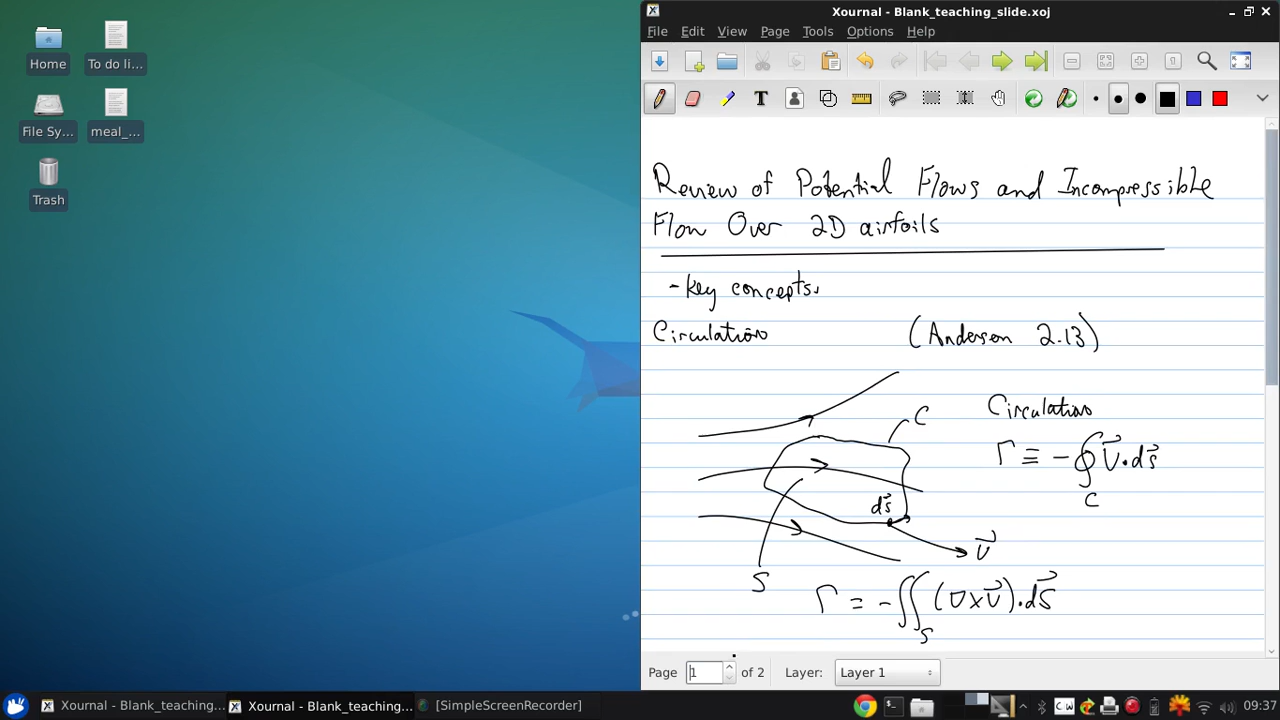 Xournal - Blank_teaching_slide.xoj
File Edit View Page Tools Options Help
Home
To do li...
File Sy...
meal_...
Trash
Review of Potential Flows and Incompressible
Flow Over 2D airfoils
- key concepts.
Circulation (Anderson 2.13)
C
Circulation
Γ ≡ - ∮ V⃗·ds⃗
C
ds⃗
V⃗
S
Γ = - ∬ (∇×V⃗)·dS⃗
S
Page 1 of 2 Layer: Layer 1
Xournal - Blank_teaching... Xournal - Blank_teaching... [SimpleScreenRecorder] CW 09:37